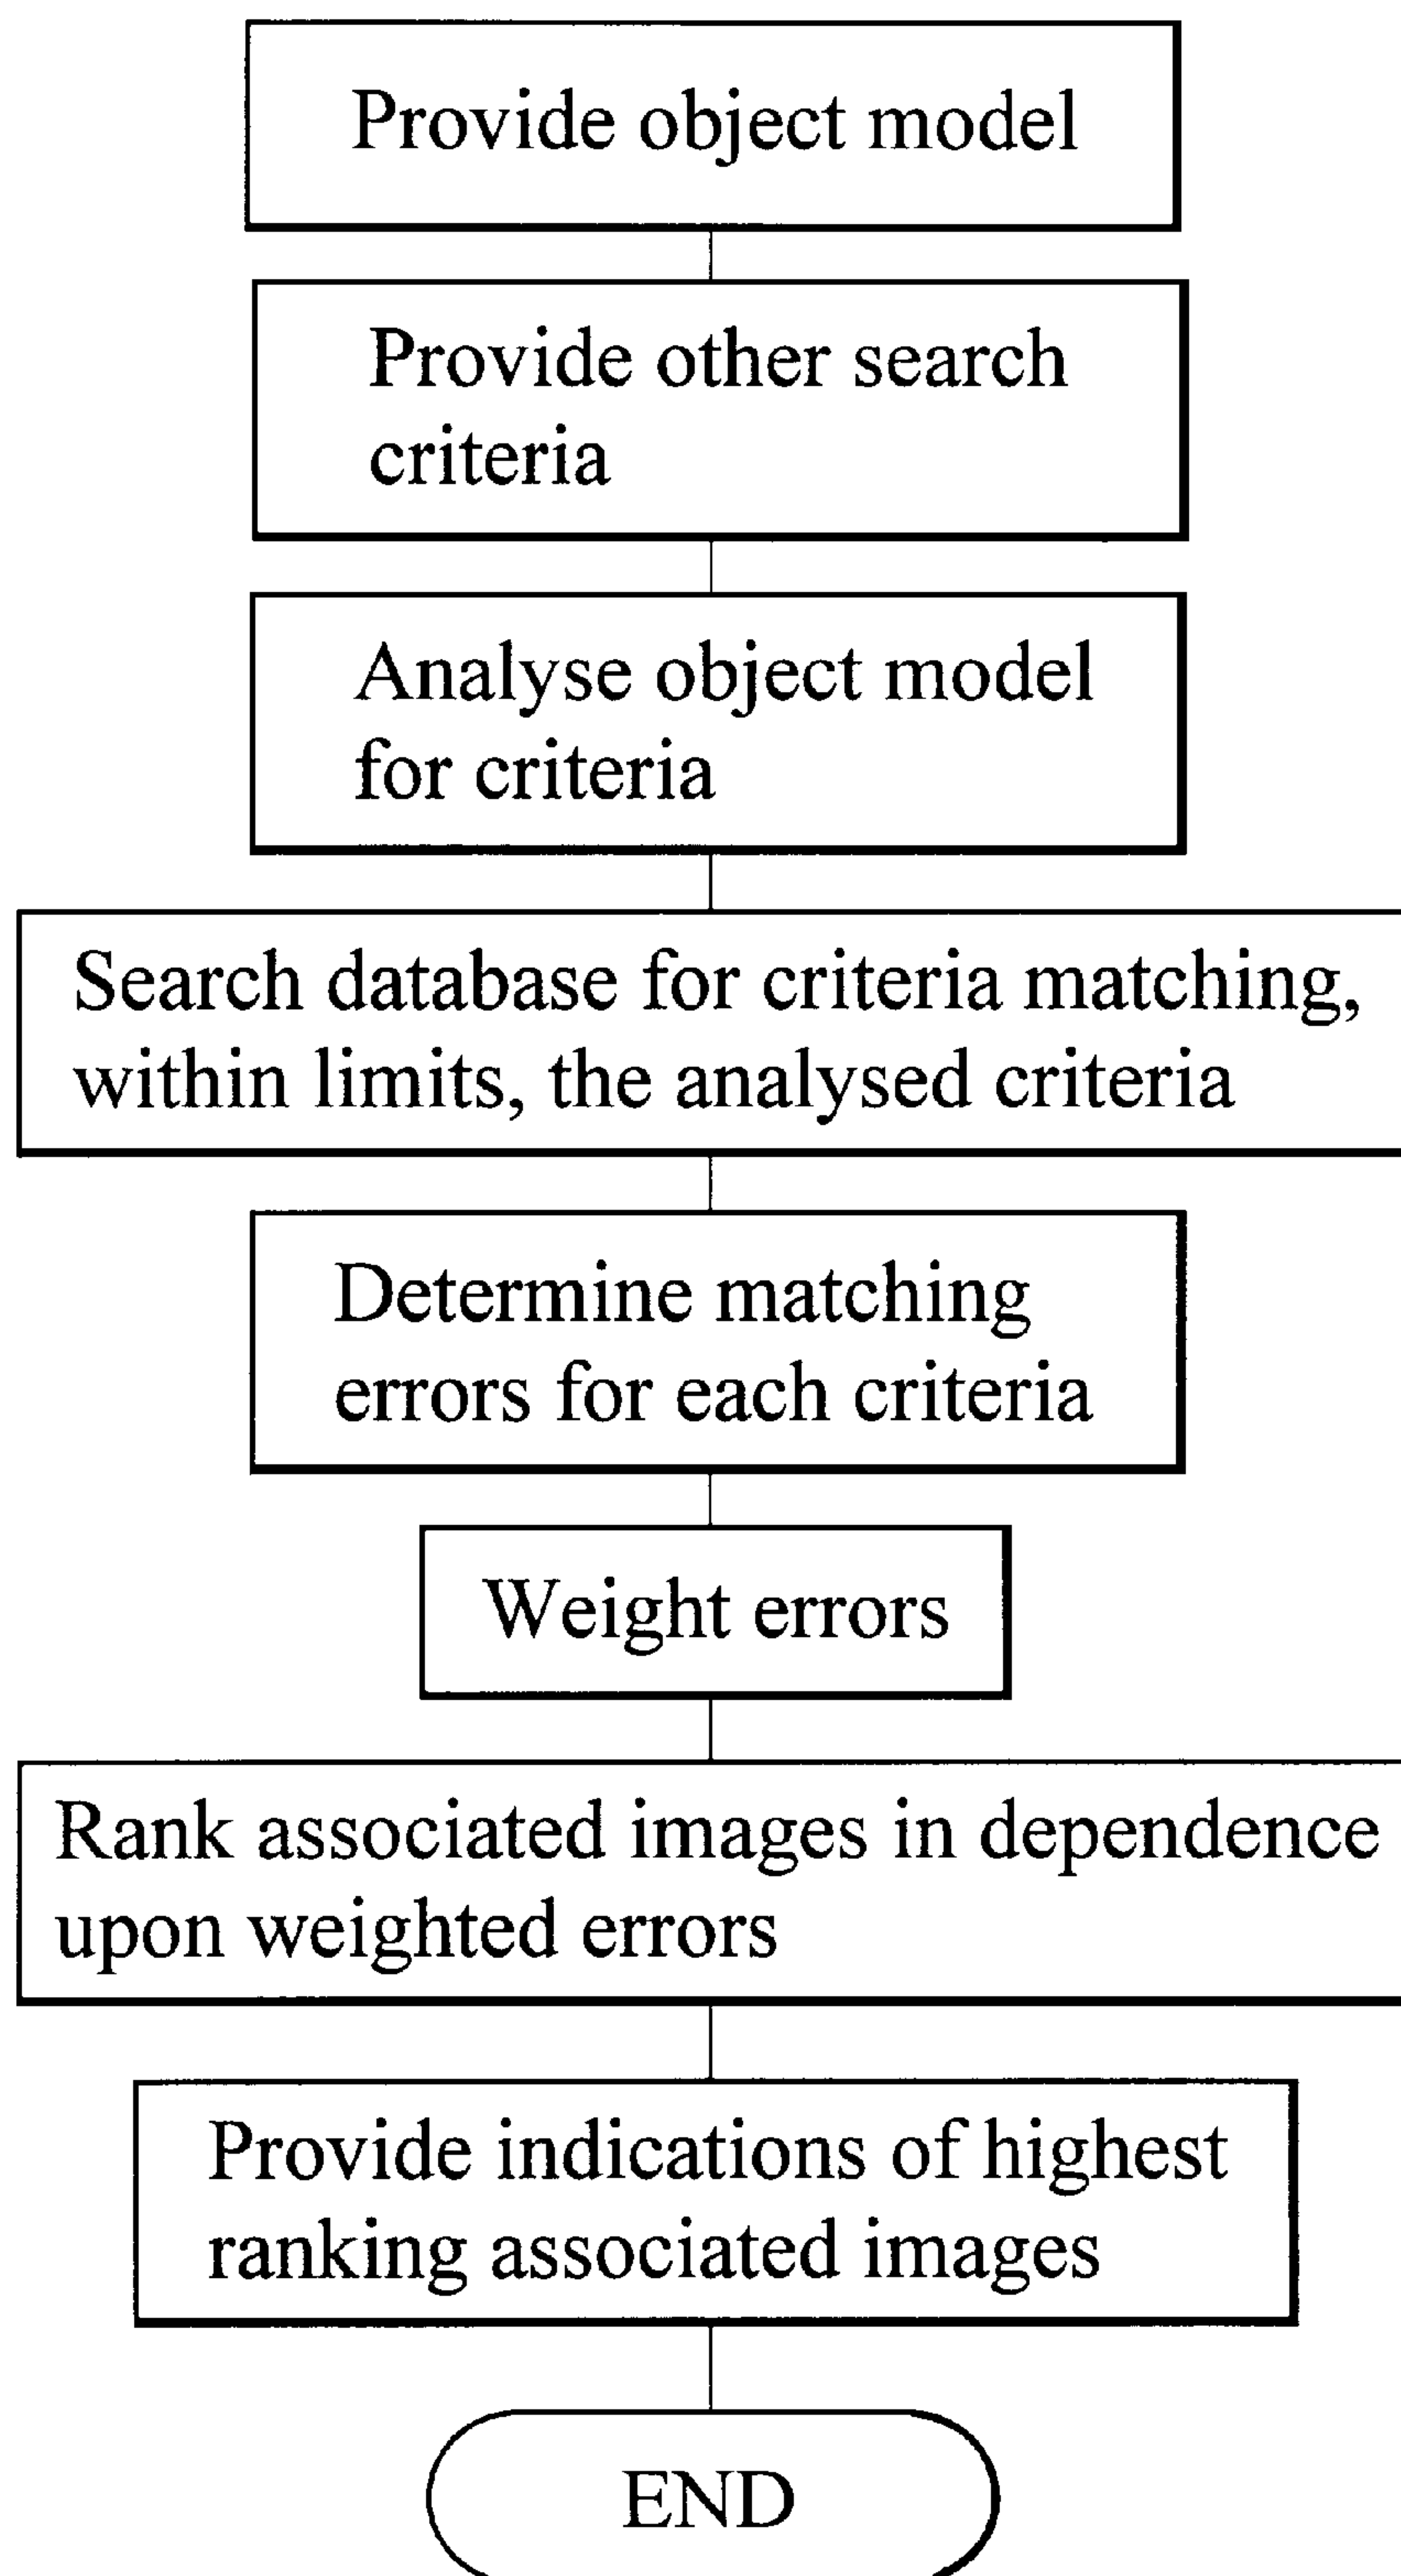 Provide object model
Provide other search
criteria
Analyse object model
for criteria
Search database for criteria matching,
within limits, the analysed criteria
Determine matching
errors for each criteria
Weight errors
Rank associated images in dependence
upon weighted errors
Provide indications of highest
ranking associated images
END